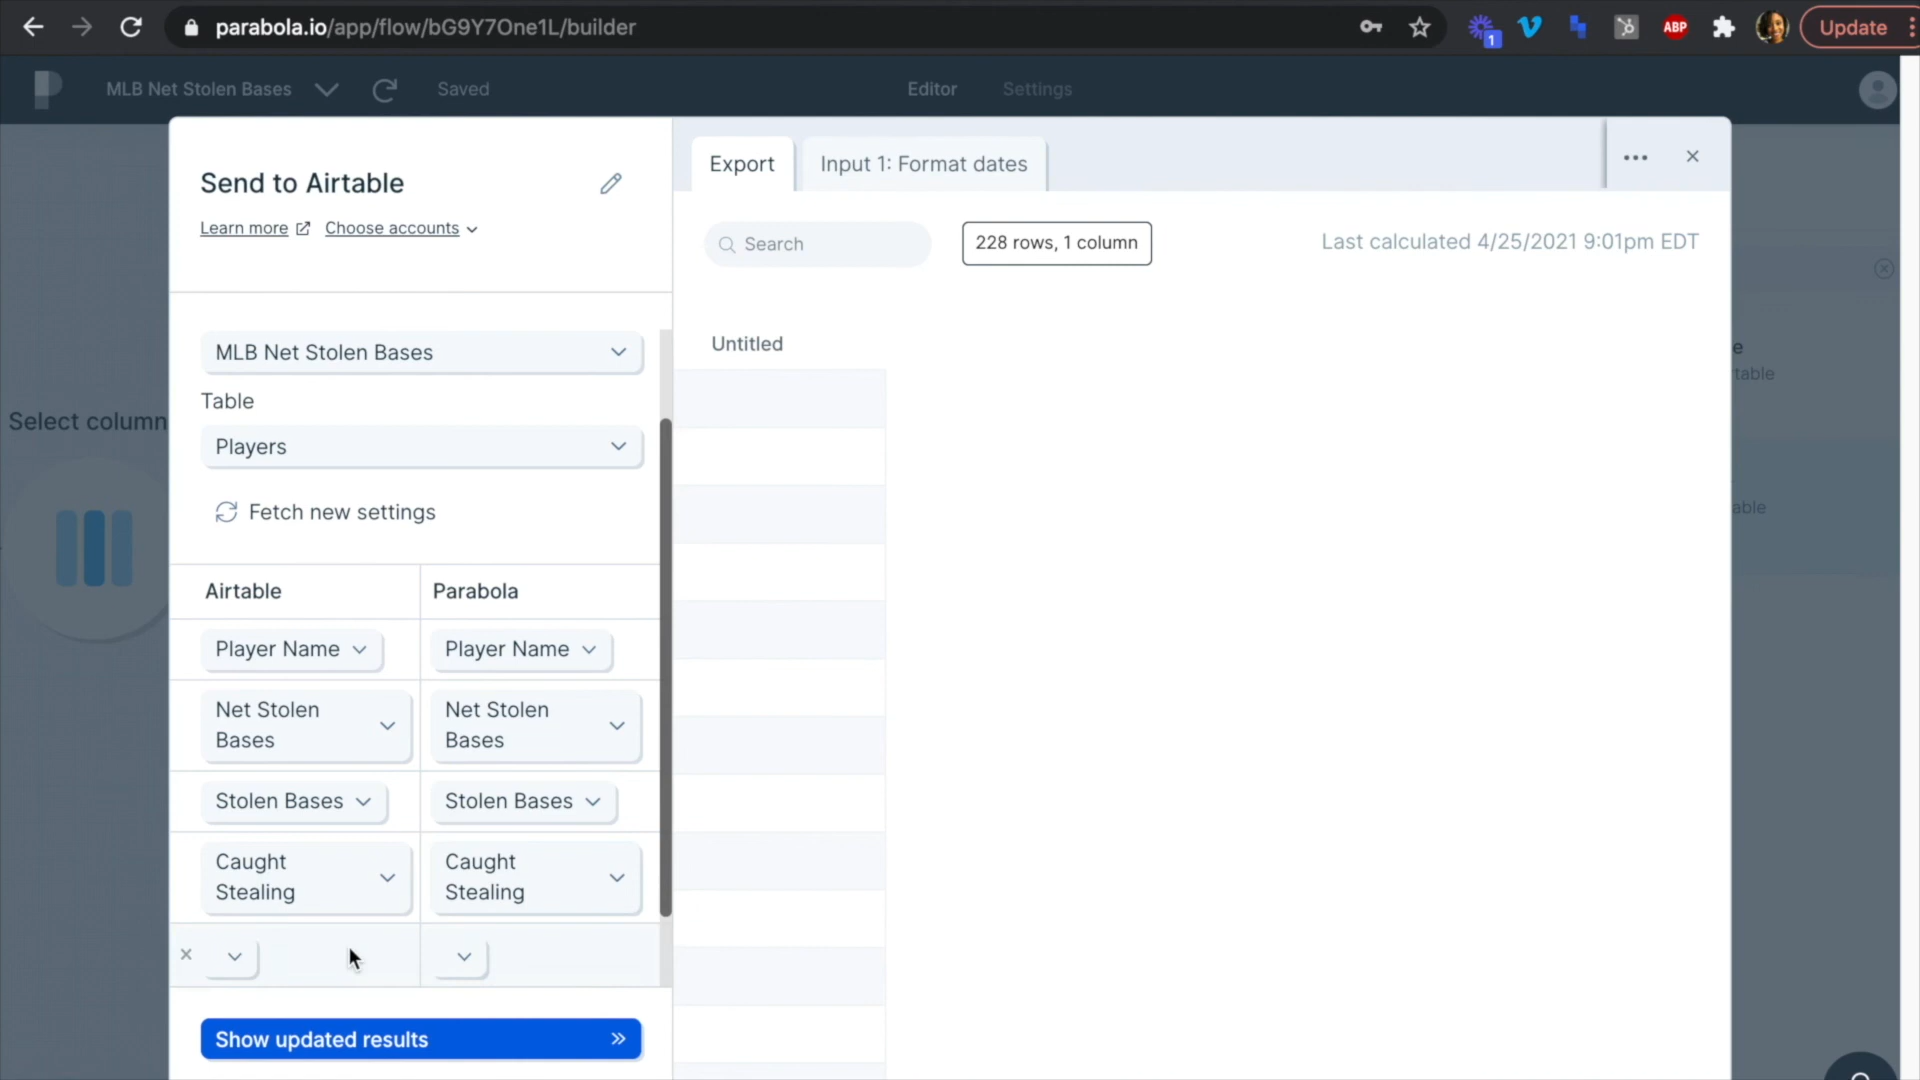 parabola.io/app/flow/bG9Y7One1L/builder
1
ABP
Update
MLB Net Stolen Bases
Saved
Editor
Settings
Send to Airtable
Learn more
Choose accounts
Export
Input 1: Format dates
Search
228 rows, 1 column
Last calculated 4/25/2021 9:01pm EDT
MLB Net Stolen Bases
Table
Players
Fetch new settings
Untitled
Select column
e
table
able
Airtable
Parabola
Player Name
Player Name
Net Stolen
Bases
Net Stolen
Bases
Stolen Bases
Stolen Bases
Caught
Stealing
Caught
Stealing
Show updated results